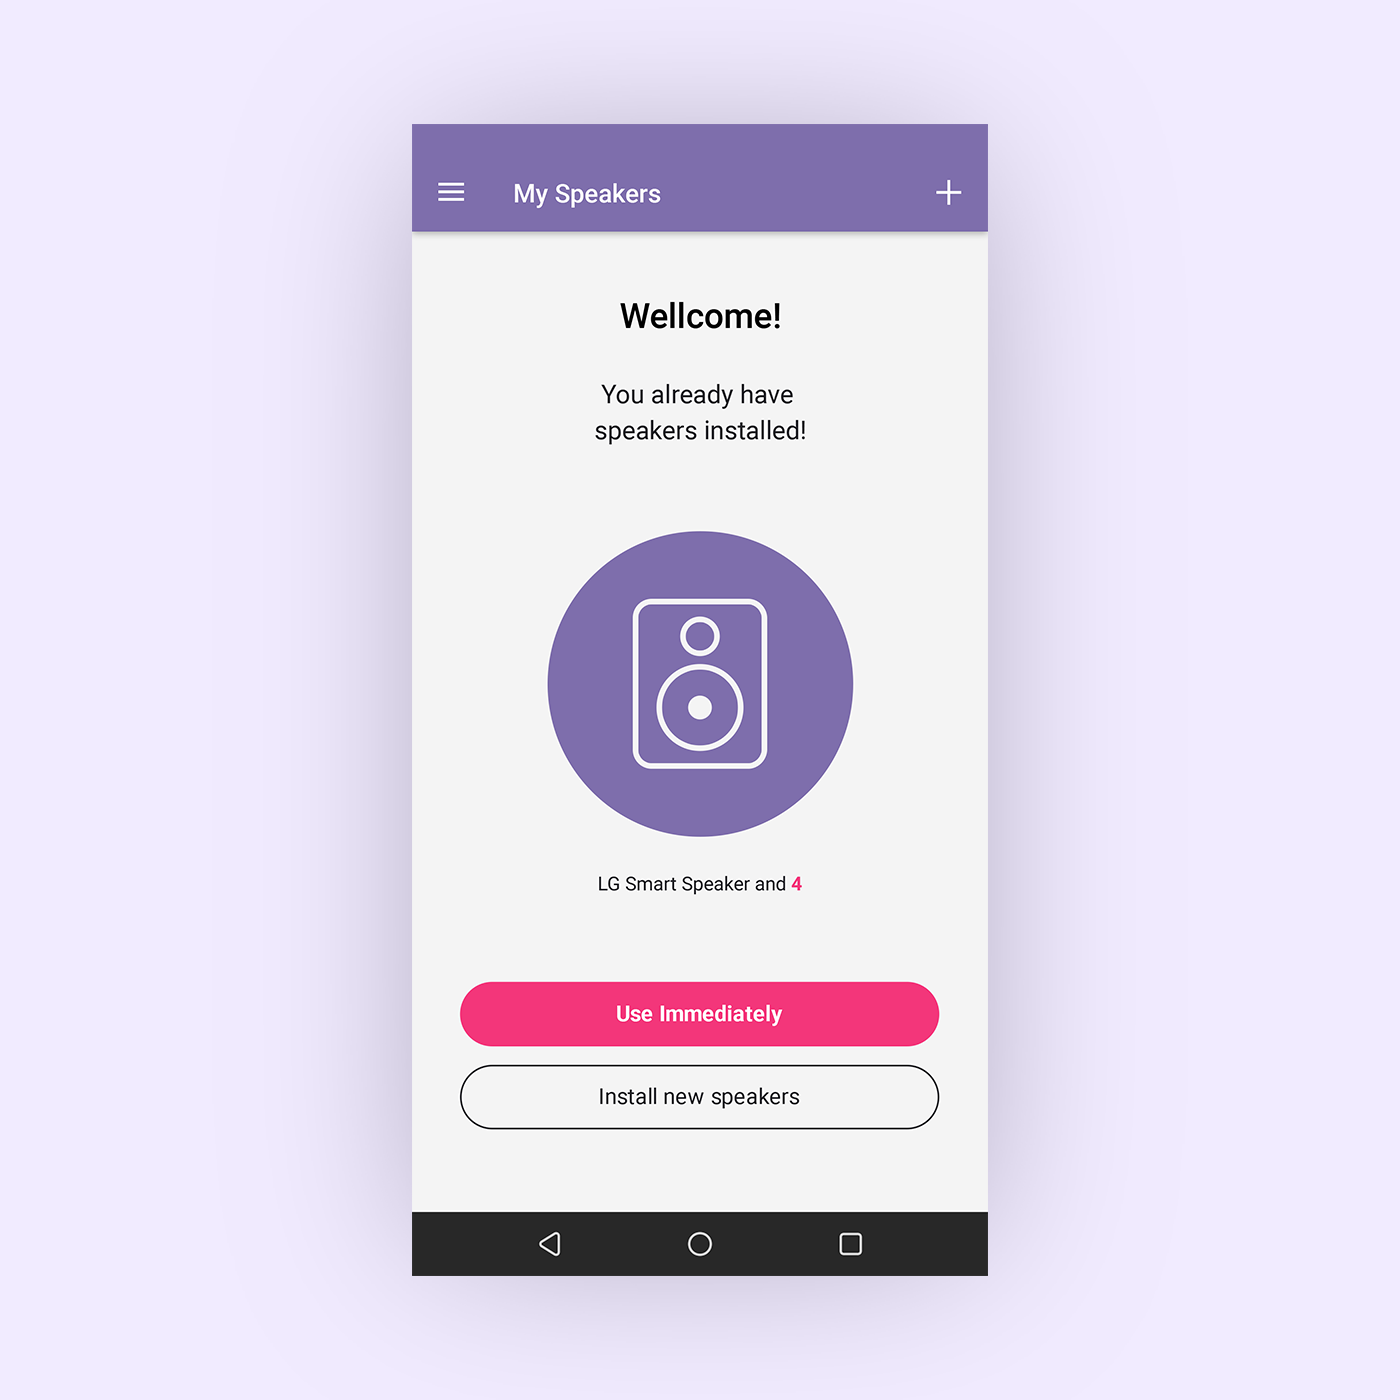 My Speakers
Wellcome!
You already have
speakers installed!
LG Smart Speaker and 4
Use Immediately
Install new speakers